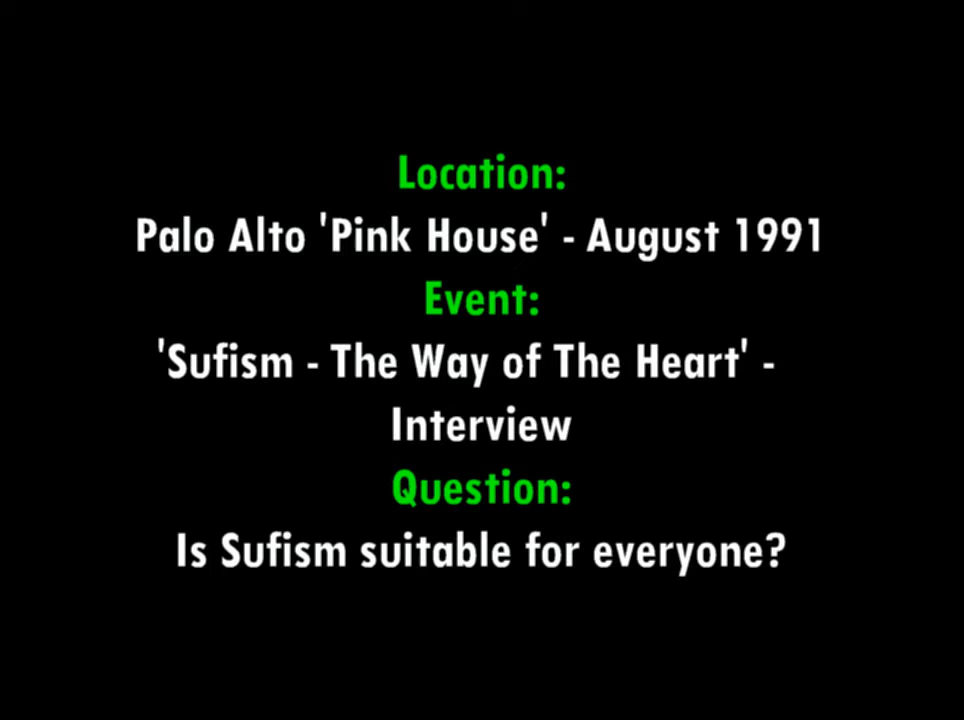 Location:
Palo Alto 'Pink House' - August 1991
Event:
'Sufism - The Way of The Heart' -
Interview
Question:
Is Sufism suitable for everyone?